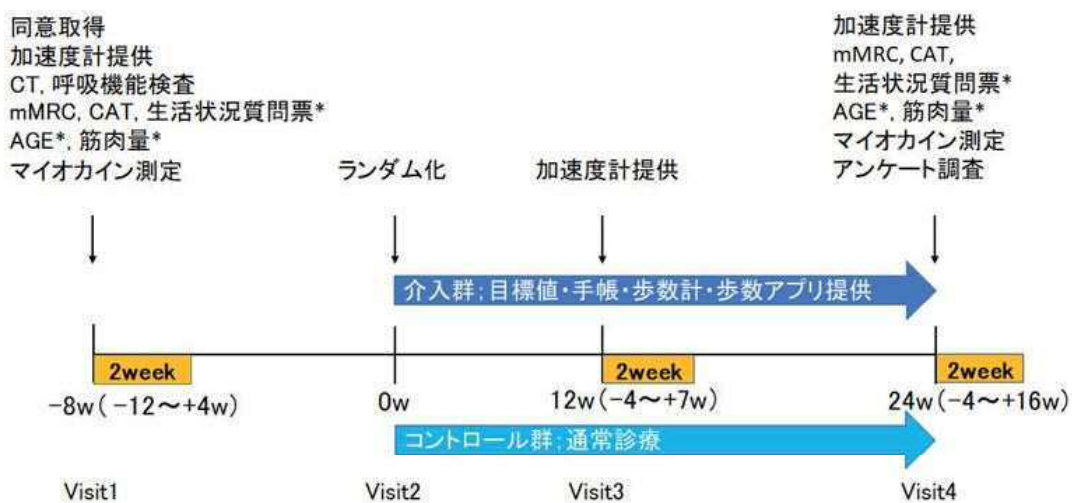 同意取得
加速度計提供
CT, 呼吸機能検査
mMRC, CAT, 生活状況質問票*
AGE*, 筋肉量*
マイオカイン測定
ランダム化
加速度計提供
加速度計提供
mMRC, CAT,
生活状況質問票*
AGE*, 筋肉量*
マイオカイン測定
アンケート調査
介入群;目標値・手帳・歩数計・歩数アプリ提供
2week
2week
2week
-8w(-12～+4w)
0w
12w(-4～+7w)
24w(-4～+16w)
コントロール群;通常診療
Visit1
Visit2
Visit3
Visit4